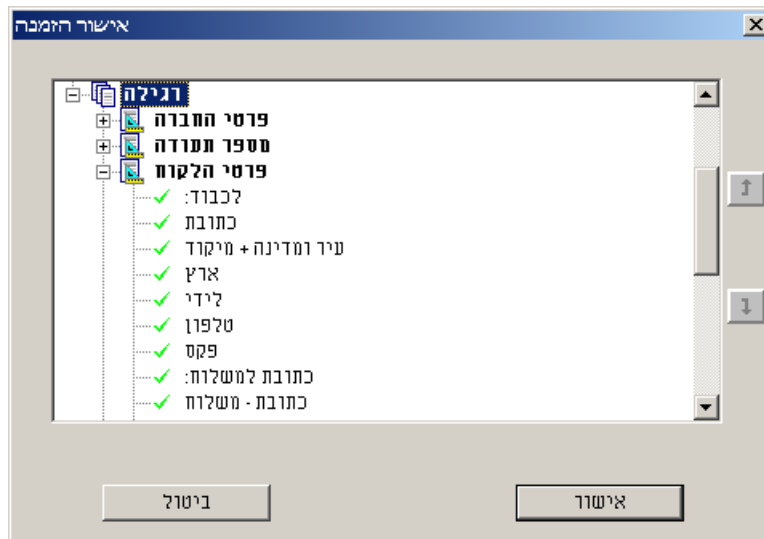 אישור הזמנה
רגילה
פרטי החברה
מספר תעודה
פרטי הלקוח
לכבוד:
כתובת
עיר ומדינה + מיקוד
ארץ
לידי
טלפון
פקס
כתובת למשלוח:
כתובת - משלוח
אישור
ביטול